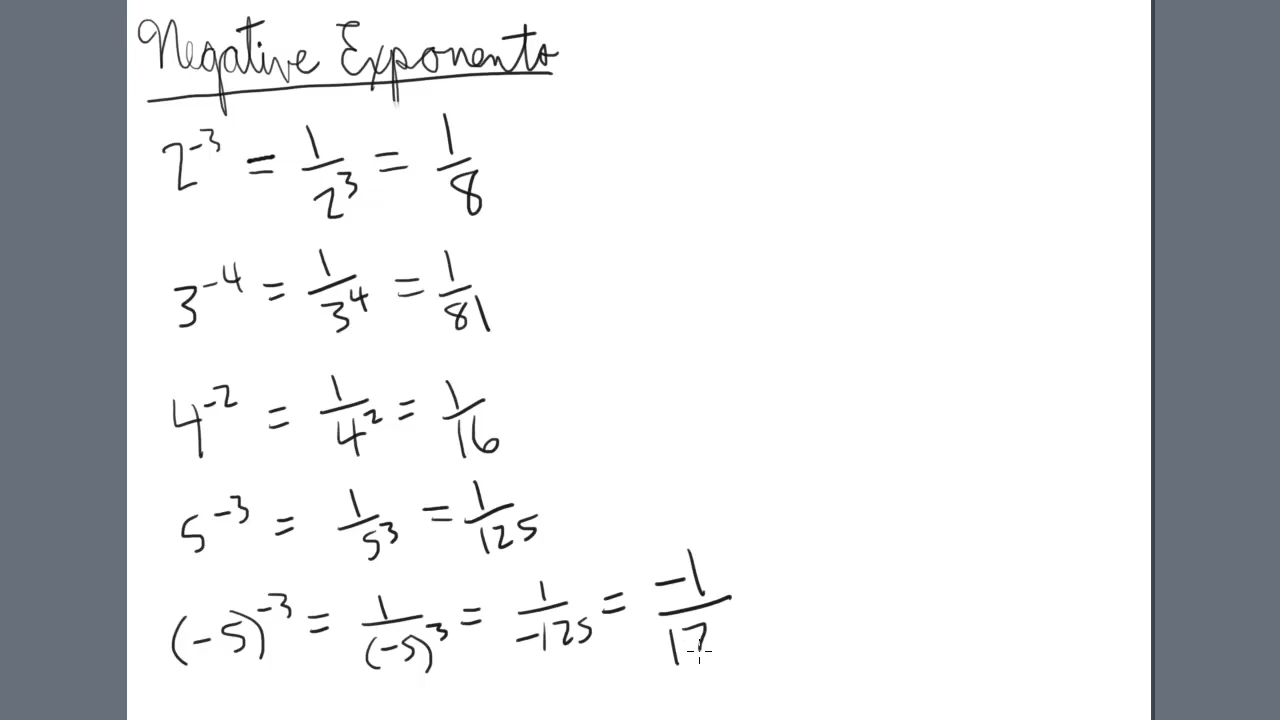 Negative Exponents
2^-3 = 1/2^3 = 1/8
3^-4 = 1/3^4 = 1/81
4^-2 = 1/4^2 = 1/16
5^-3 = 1/5^3 = 1/125
(-5)^-3 = 1/(-5)^3 = 1/-125 = -1/12